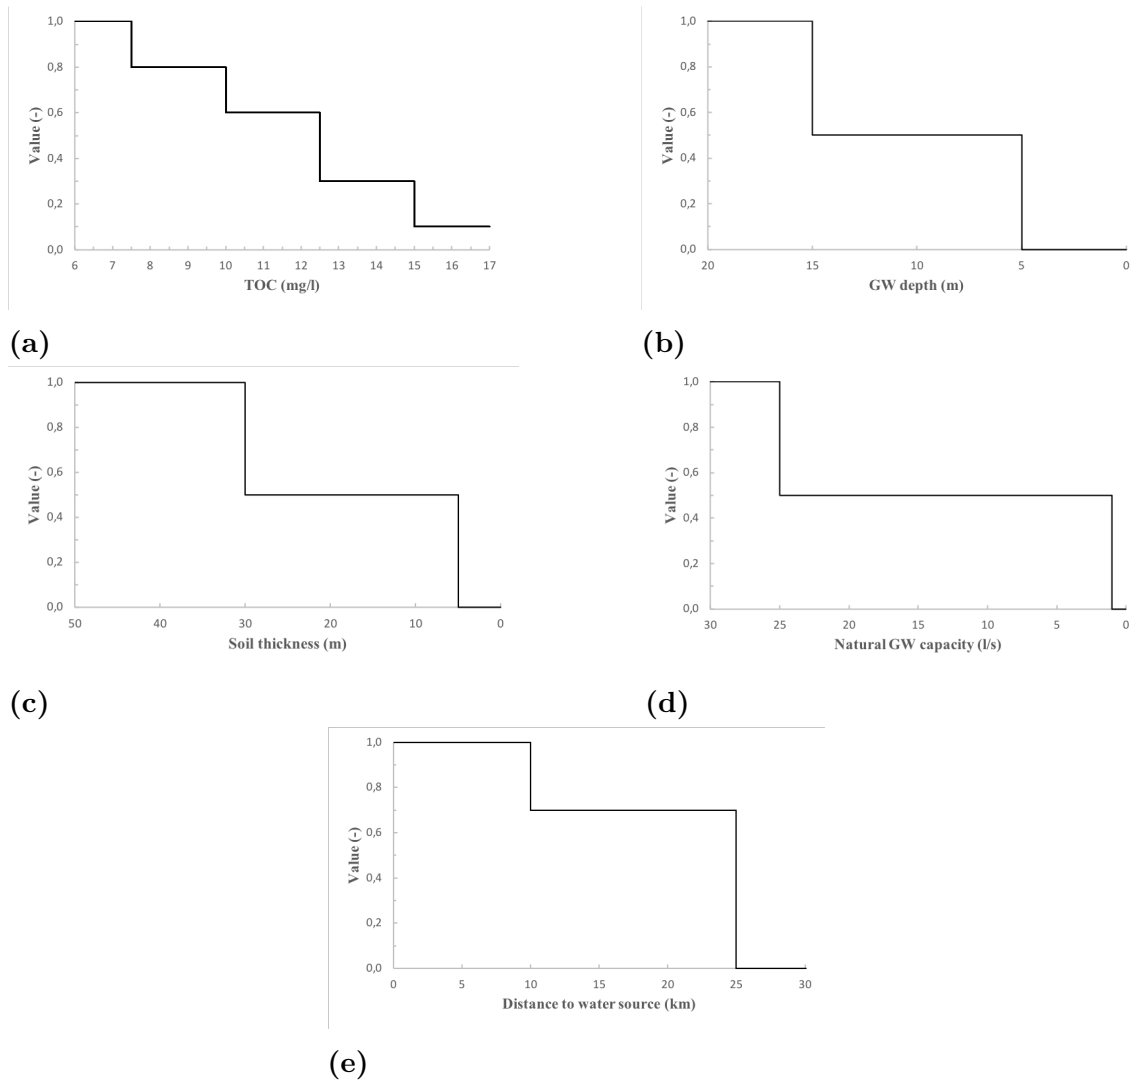 1,0
0,8
0,6
0,4
0,2
0,0
Value (-)
6 7 8 9 10 11 12 13 14 15 16 17
TOC (mg/l)
(a)
1,0
0,8
0,6
0,4
0,2
0,0
Value (-)
20 15 10 5 0
GW depth (m)
(b)
1,0
0,8
0,6
0,4
0,2
0,0
Value (-)
50 40 30 20 10 0
Soil thickness (m)
(c)
1,0
0,8
0,6
0,4
0,2
0,0
Value (-)
30 25 20 15 10 5 0
Natural GW capacity (l/s)
(d)
1,0
0,8
0,6
0,4
0,2
0,0
Value (-)
0 5 10 15 20 25 30
Distance to water source (km)
(e)